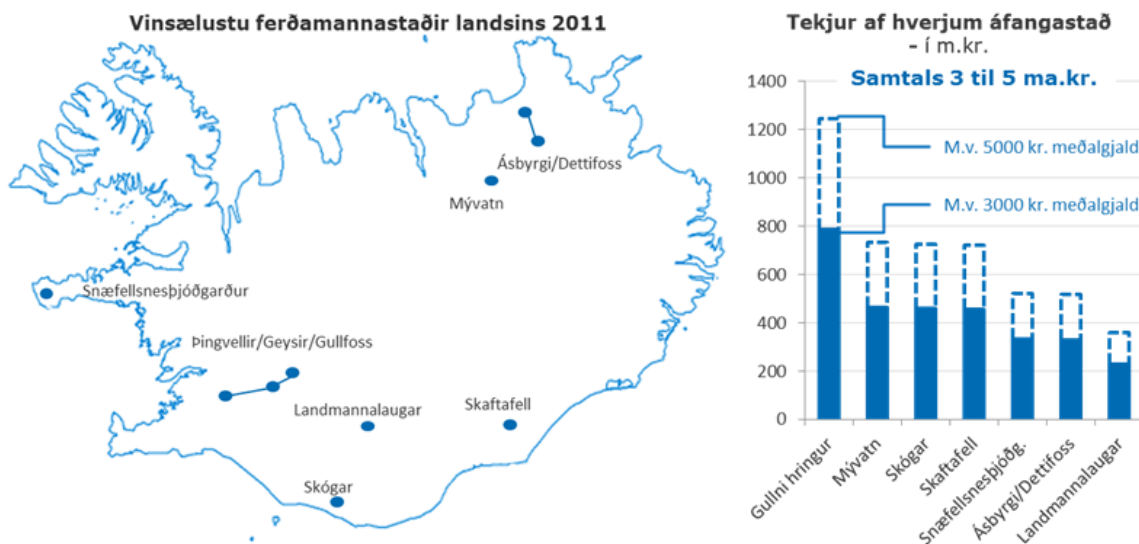 Vinsælustu ferðamannastaðir landsins 2011
Ásbyrgi/Dettifoss
Mývatn
Snæfellsnesþjóðgarður
Þingvellir/Geysir/Gullfoss
Landmannalaugar
Skaftafell
Skógar
Tekjur af hverjum áfangastað
- í m.kr.
Samtals 3 til 5 ma.kr.
1400
1200
1000
800
600
400
200
0
M.v. 5000 kr. meðalgjald
M.v. 3000 kr. meðalgjald
Gullni hringur
Mývatn
Skógar
Skaftafell
Snæfellsnesþjóðg.
Ásbyrgi/Dettifoss
Landmannalaugar